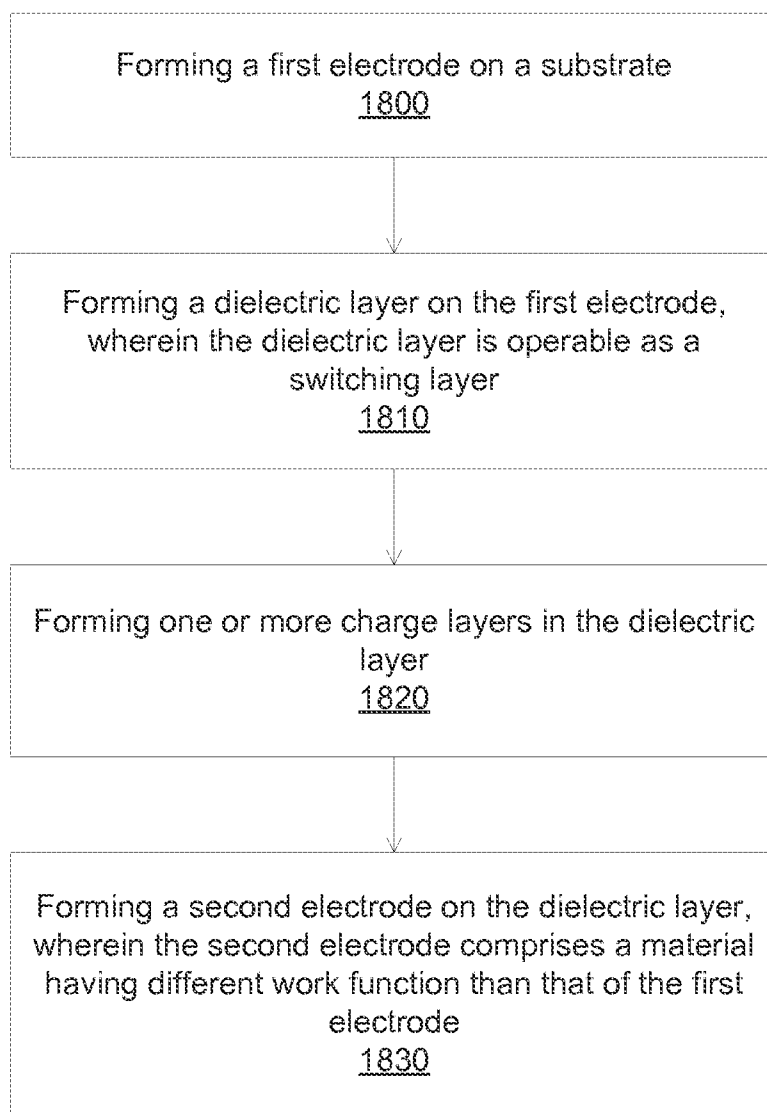 Forming a first electrode on a substrate
1800
Forming a dielectric layer on the first electrode,
wherein the dielectric layer is operable as a
switching layer
1810
Forming one or more charge layers in the dielectric
layer
1820
Forming a second electrode on the dielectric layer,
wherein the second electrode comprises a material
having different work function than that of the first
electrode
1830